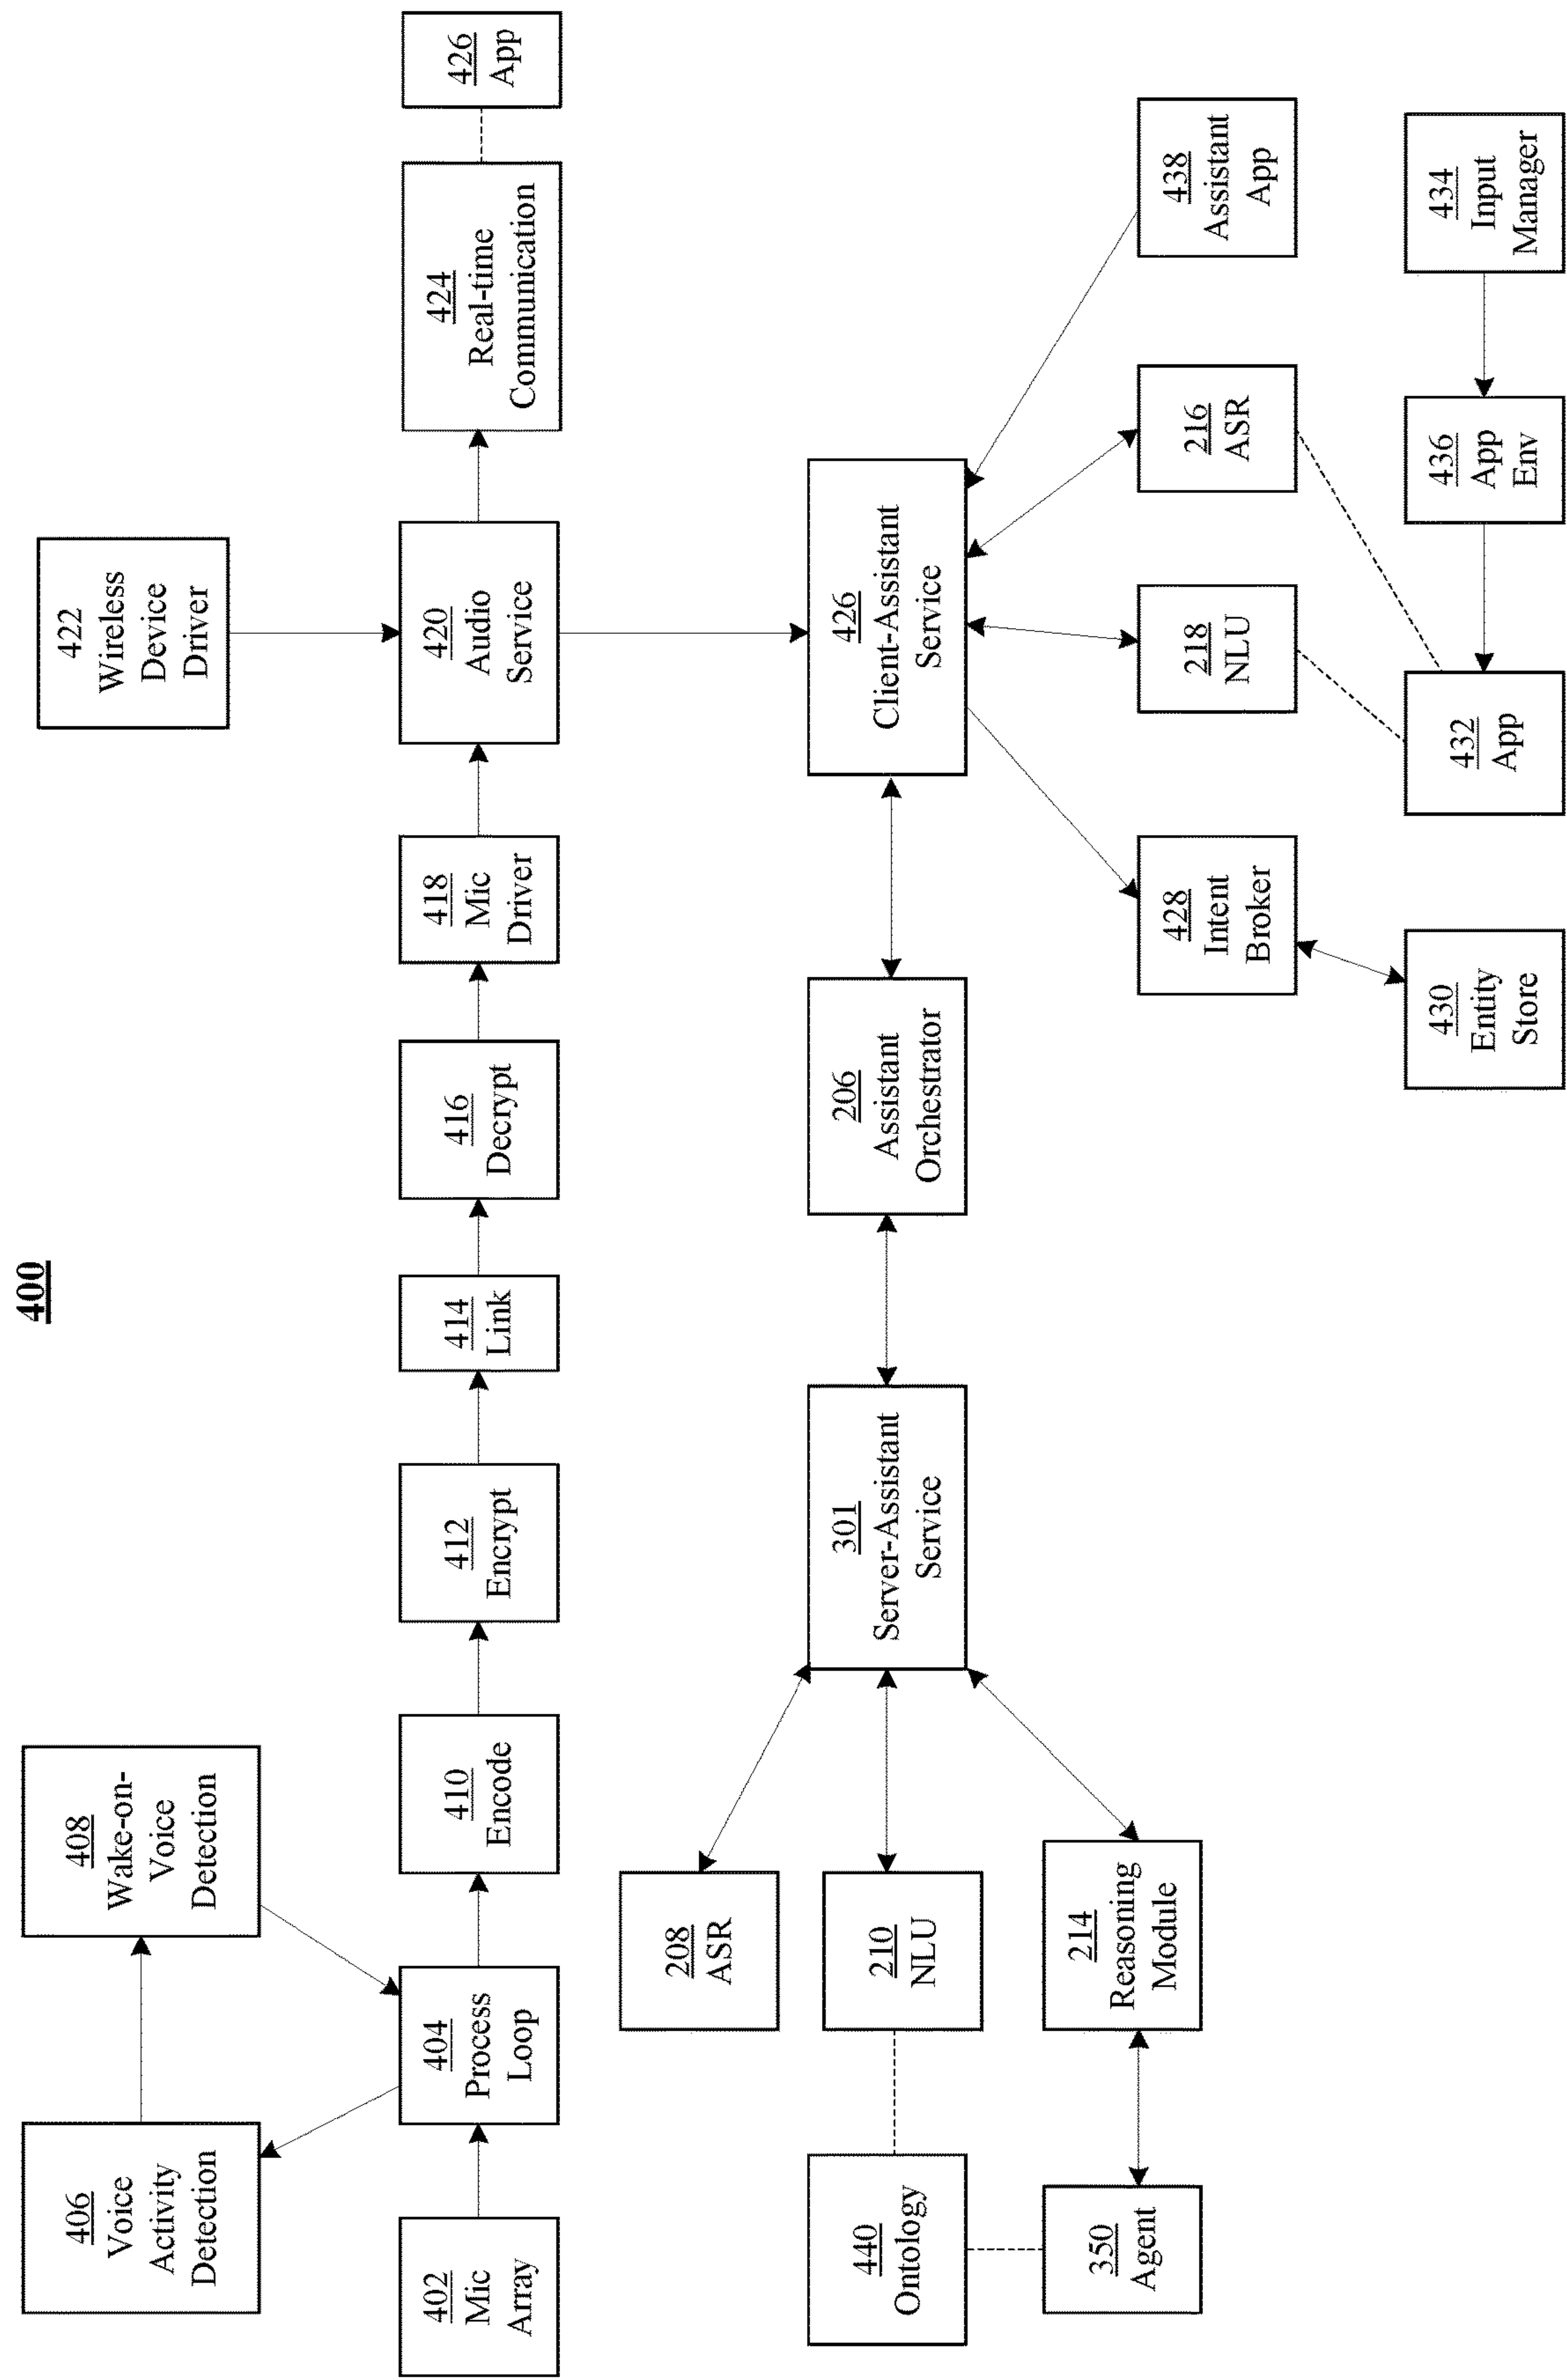 400
406
Voice
Activity
Detection
408
Wake-on-
Voice
Detection
422
Wireless
Device
Driver
402
Mic
Array
404
Process
Loop
410
Encode
412
Encrypt
414
Link
416
Decrypt
418
Mic
Driver
420
Audio
Service
424
Real-time
Communication
426
App
208
ASR
440
Ontology
210
NLU
301
Server-Assistant
Service
206
Assistant
Orchestrator
426
Client-Assistant
Service
350
Agent
214
Reasoning
Module
428
Intent
Broker
218
NLU
216
ASR
438
Assistant
App
430
Entity
Store
432
App
436
App
Env
434
Input
Manager